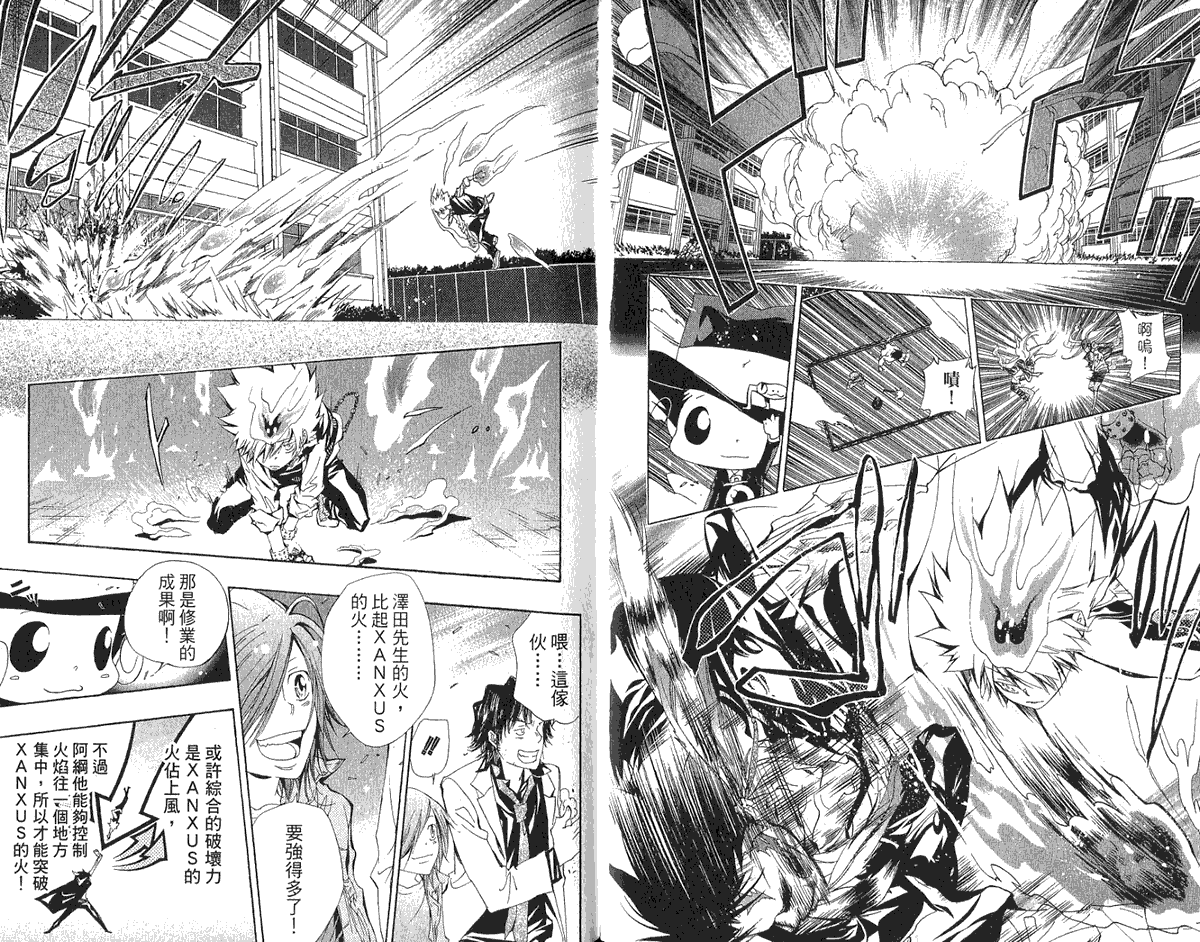 啊嗚！
嘖！
喂…這傢
伙……
澤田先生的火，
比起XANXUS
的火………
!!
要強得多了！
那是修業的
成果啊！
或許綜合的破壞力
是XANXUS的
火佔上風，
不過
阿綱他能夠控制
火焰往一個地方
集中，所以才能突破
XANXUS的火！